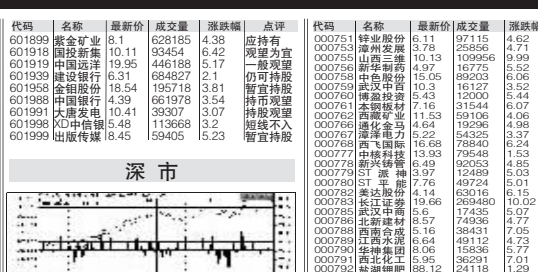 代码 名称 最新价 成交量 涨跌幅 点评
601899 紫金矿业 8.1 628185 4.38 应持有
601918 国投新集 10.11 93454 6.42 观望为宜
601919 中国远洋 19.95 446188 5.17 一般观望
601939 建设银行 6.31 684827 2.1 仍可持股
601958 金钼股份 18.54 195718 3.81 暂宜持股
601988 中国银行 4.39 661978 3.54 持币观望
601991 大唐发电 10.41 39307 3.07 持股观望
601998 XD中信银 5.48 113668 3.2 短线不入
601999 出版传媒 8.45 59405 5.23 暂宜持股
深 市
代码 名称 最新价 成交量 涨跌幅
000751 锌业股份 6.11 97115 4.62
000753 漳州发展 3.78 25856 4.71
000755 山西三维 10.13 109956 9.99
000756 新华制药 4.97 16775 5.52
000758 中色股份 15.05 89203 6.06
000759 武汉中百 10.3 16127 3.52
000760 博盈投资 5.43 12000 5.44
000761 本钢板材 7.16 31544 6.07
000762 西藏矿业 11.53 59106 4.06
000766 通化金马 4.64 19296 4.98
000767 漳泽电力 5.22 54325 3.37
000768 西飞国际 16.68 78840 6.24
000777 中核科技 13.93 79548 1.53
000778 新兴铸管 6.49 92053 4.85
000779 ST 派 神 3.97 12489 5.03
000780 ST 平 能 7.76 49724 5.01
000782 美达股份 4.14 63016 6.15
000783 长江证券 19.66 269480 10.02
000785 武汉中商 5.6 17435 5.07
000786 北新建材 8.57 74936 4.77
000788 西南合成 5.16 38431 7.05
000789 江西水泥 6.64 49112 4.73
000790 华神集团 8.06 15836 5.77
000791 西北化工 5.95 36291 7.01
000792 盐湖钾肥 88.12 24118 1.29